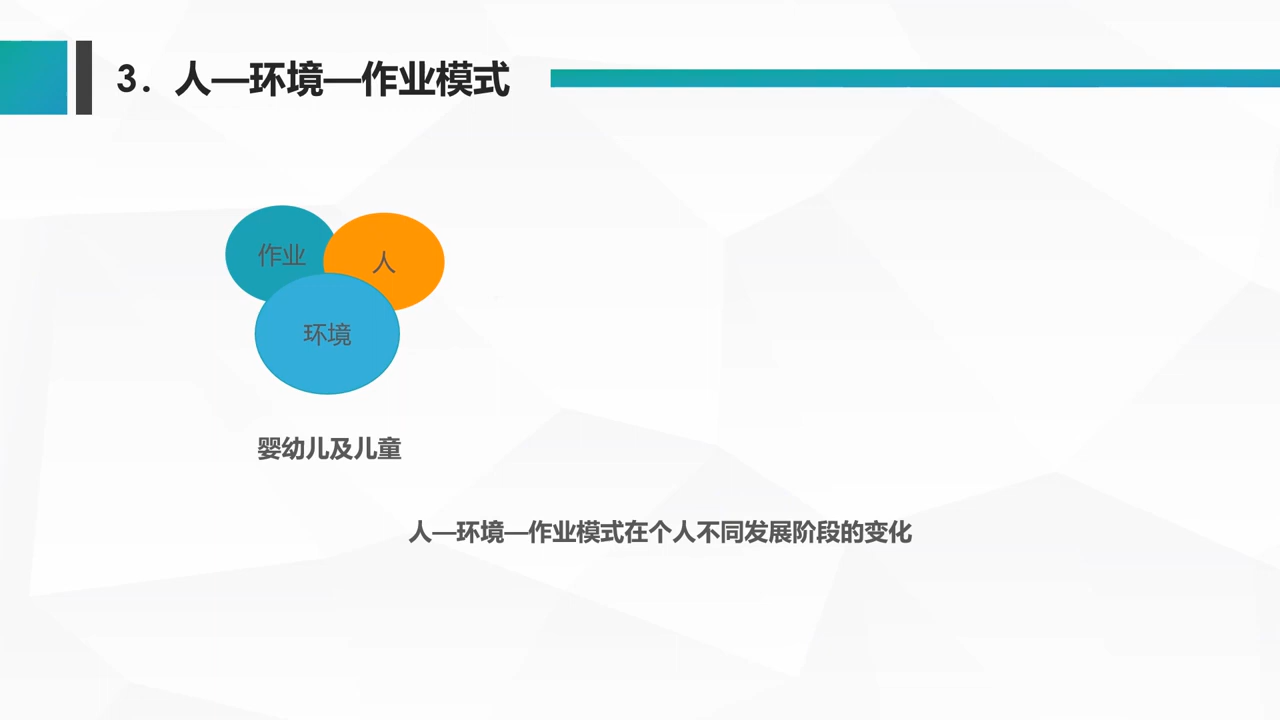 3．人—环境—作业模式
作业
人
环境
婴幼儿及儿童
人—环境—作业模式在个人不同发展阶段的变化